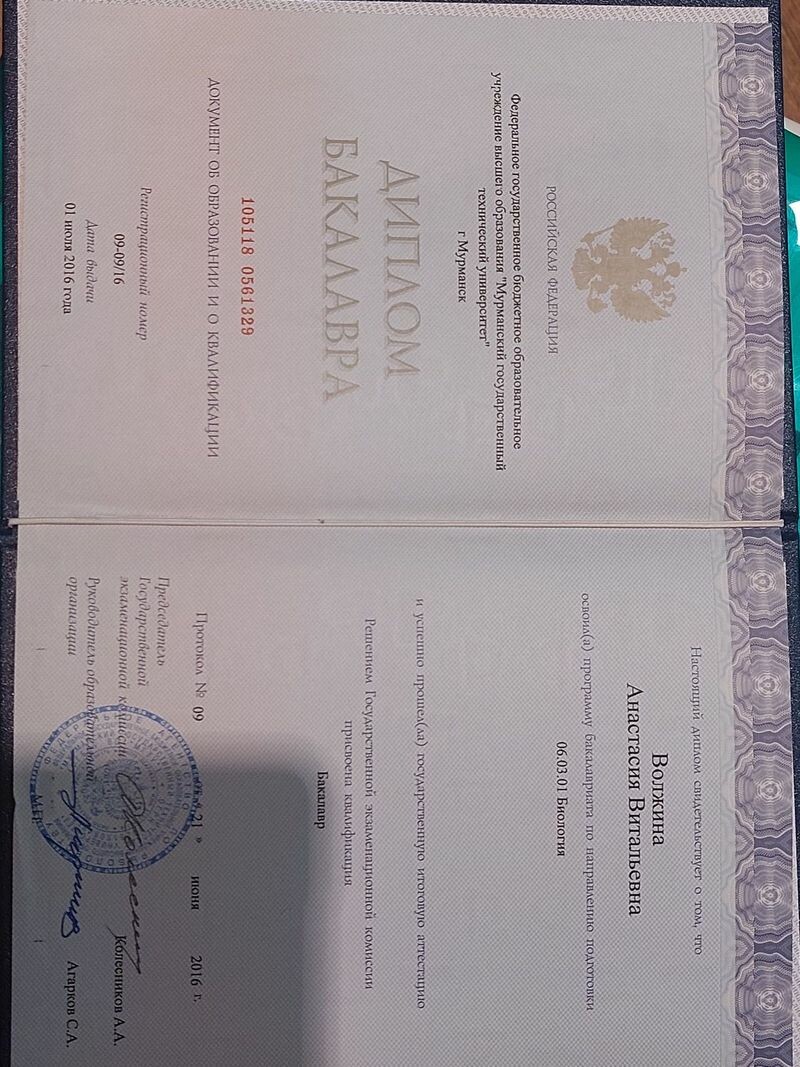 РОССИЙСКАЯ ФЕДЕРАЦИЯ
Федеральное государственное бюджетное образовательное
учреждение высшего образования "Мурманский государственный
технический университет"
г Мурманск
ДИПЛОМ
БАКАЛАВРА
105118 0561329
ДОКУМЕНТ ОБ ОБРАЗОВАНИИ И О КВАЛИФИКАЦИИ
Регистрационный номер
09-09/16
Дата выдачи
01 июля 2016 года
Настоящий диплом свидетельствует о том, что
Волжина
Анастасия Витальевна
освоил(а) программу бакалавриата по направлению подготовки
06.03.01 Биология
и успешно прошел(ла) государственную итоговую аттестацию
Решением Государственной экзаменационной комиссии
присвоена квалификация
Бакалавр
Протокол № 09 21 » июня 2016 г.
Председатель
Государственной
экзаменационной комиссии Колесников А.А.
Руководитель образовательной
организации Агарков С.А.
М.П.